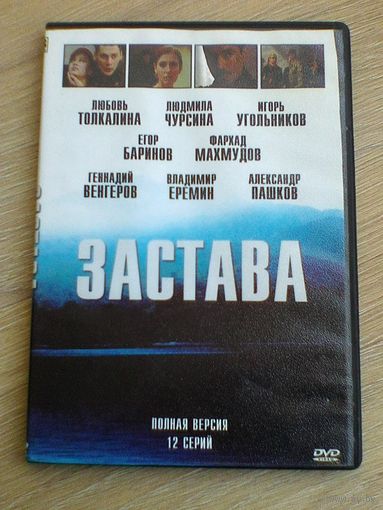 ЛЮБОВЬ ТОЛКАЛИНА
ЛЮДМИЛА ЧУРСИНА
ИГОРЬ УГОЛЬНИКОВ
ЕГОР БАРИНОВ
ФАРХАД МАХМУДОВ
ГЕННАДИЙ ВЕНГЕРОВ
ВЛАДИМИР ЕРЕМИН
АЛЕКСАНДР ПАШКОВ
ЗАСТАВА
ПОЛНАЯ ВЕРСИЯ
12 СЕРИЙ
DVD
VIDEO